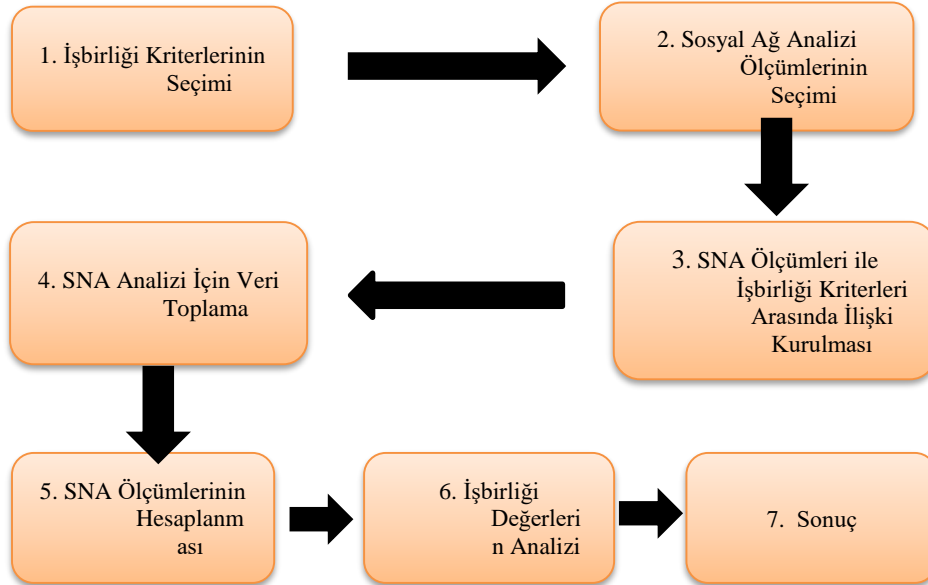 1. İşbirliği Kriterlerinin
Seçimi
2. Sosyal Ağ Analizi
Ölçümlerinin
Seçimi
3. SNA Ölçümleri ile
İşbirliği Kriterleri
Arasında İlişki
Kurulması
4. SNA Analizi İçin Veri
Toplama
5. SNA Ölçümlerinin
Hesaplanm
ası
6. İşbirliği
Değerleri
n Analizi
7. Sonuç